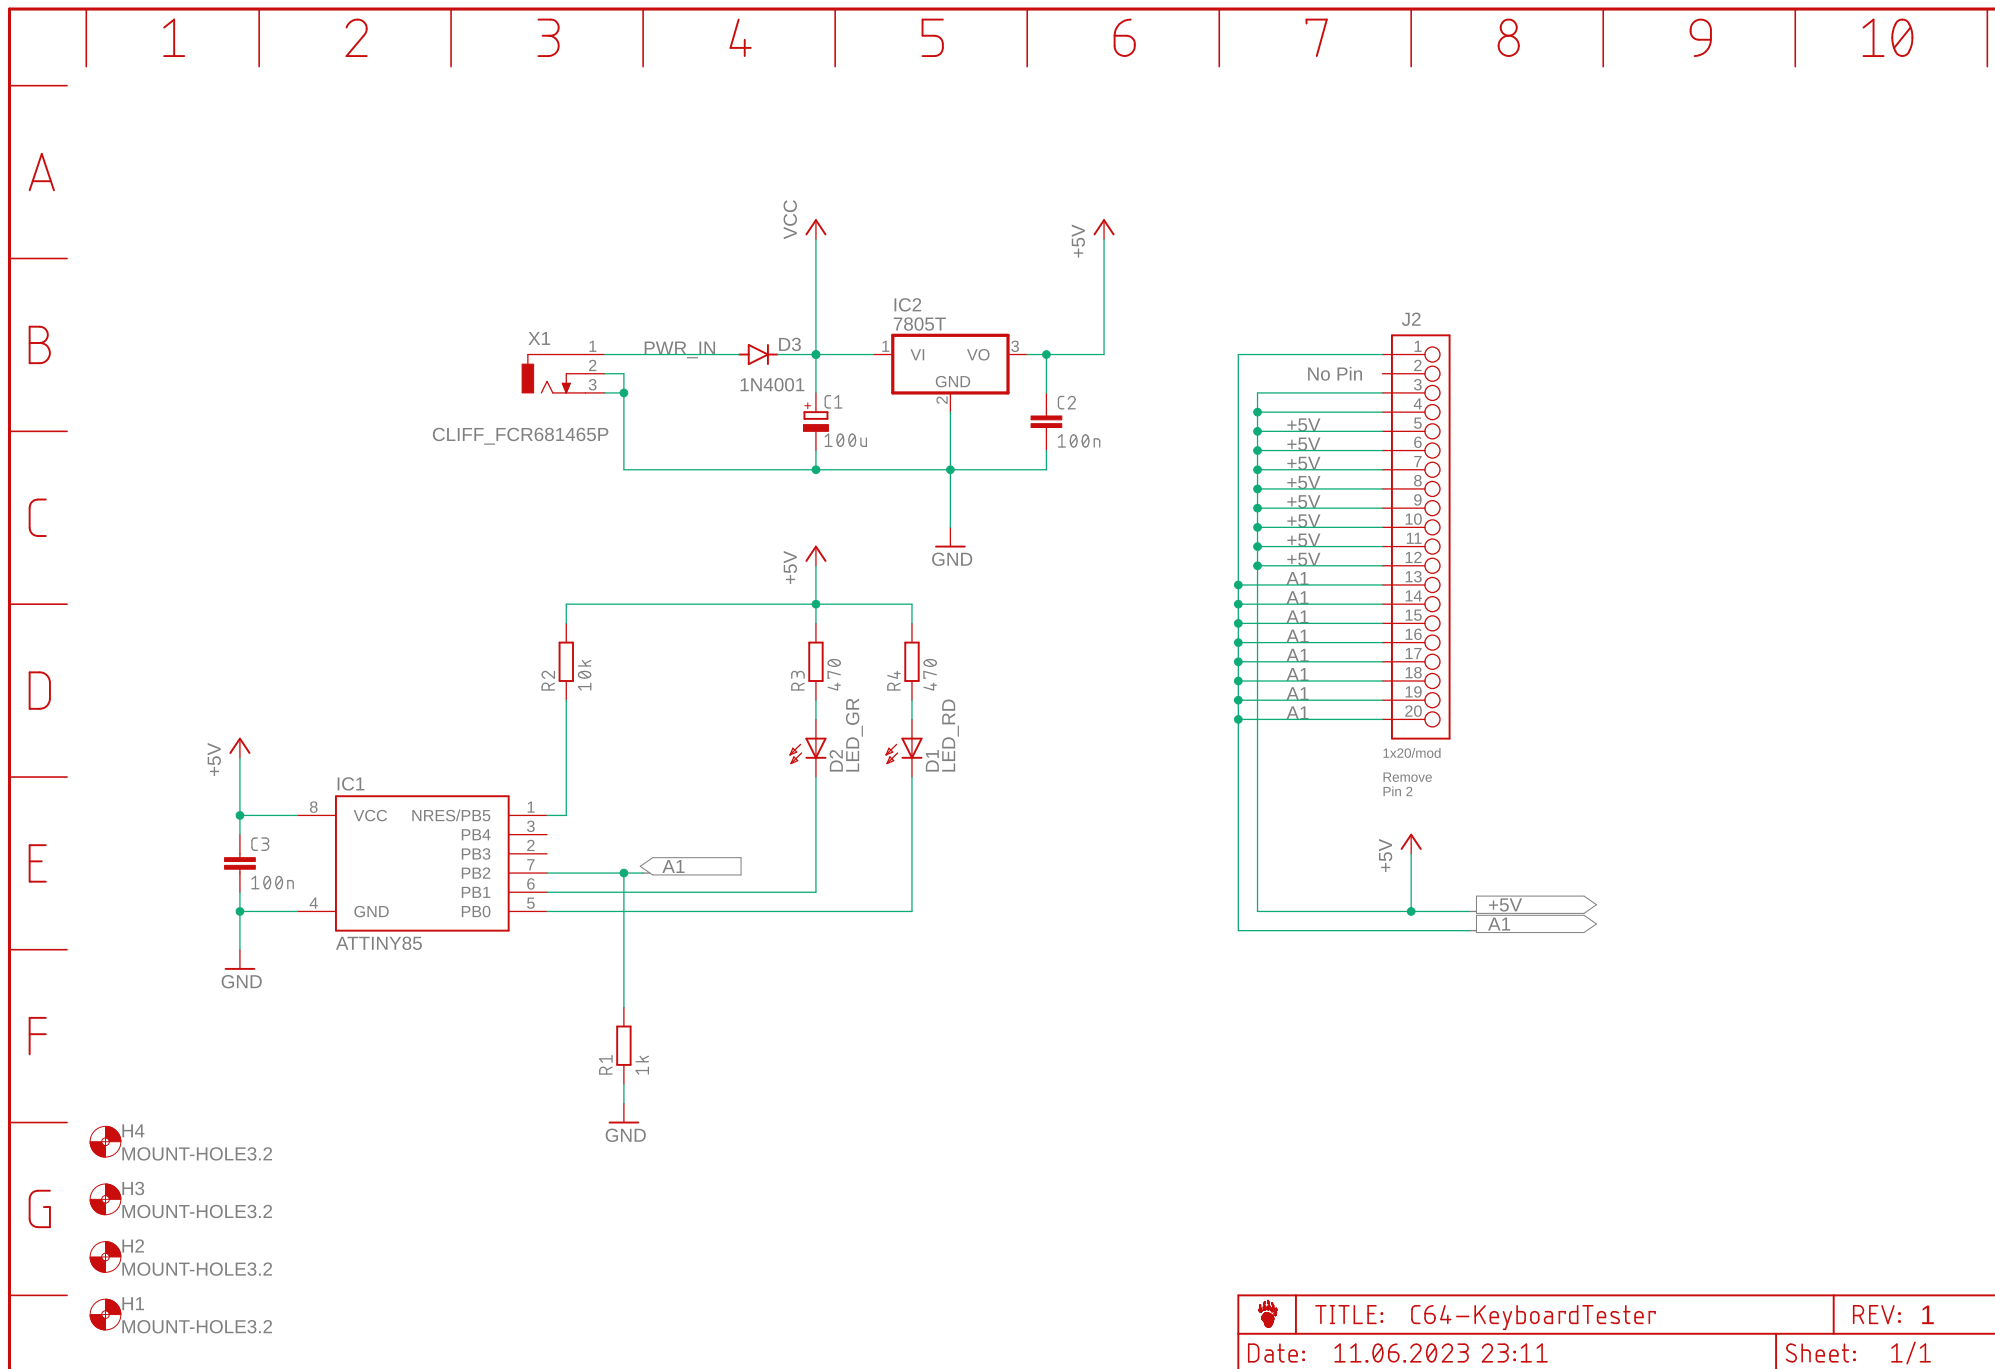 1 2 3 4 5 6 7 8 9 10
A
B
C
D
E
F
G
VCC
+5V
X1
1
2
3
CLIFF_FCR681465P
PWR_IN
D3
1N4001
+
C1
100u
IC2
7805T
1
VI
VO
3
GND
2
C2
100n
GND
J2
1
No Pin 2
3
4
+5V 5
+5V 6
+5V 7
+5V 8
+5V 9
+5V 10
+5V 11
+5V 12
A1 13
A1 14
A1 15
A1 16
A1 17
A1 18
A1 19
A1 20
1x20/mod
Remove
Pin 2
+5V
+5V
A1
+5V
R2
10k
R3
470
R4
470
D2
LED_GR
D1
LED_RD
+5V
C3
100n
GND
IC1
8 VCC NRES/PB5 1
PB4 3
PB3 2
PB2 7
PB1 6
4 GND PB0 5
ATTINY85
A1
R1
1k
GND
H4
MOUNT-HOLE3.2
H3
MOUNT-HOLE3.2
H2
MOUNT-HOLE3.2
H1
MOUNT-HOLE3.2
TITLE: C64-KeyboardTester
REV: 1
Date: 11.06.2023 23:11
Sheet: 1/1